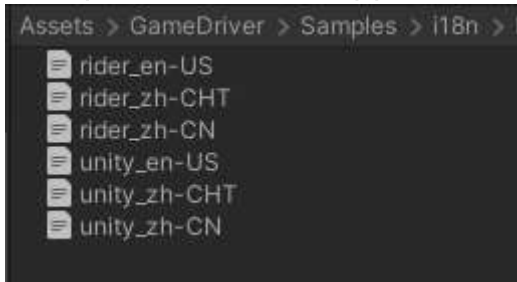 Assets > GameDriver > Samples > i18n >
rider_en-US
rider_zh-CHT
rider_zh-CN
unity_en-US
unity_zh-CHT
unity_zh-CN